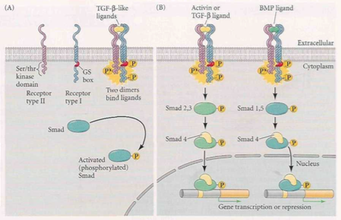 (A)
TGF-β-like
ligands
Ser/thr-
kinase
domain
GS
box
Receptor
type II
Receptor
type I
Two dimers
bind ligands
P
P
P
P
Smad
P
Activated
(phosphorylated)
Smad
(B)
Activin or
TGF-β ligand
BMP ligand
Extracellular
Cytoplasm
P
P
P
P
P
P
Smad 2,3
P
Smad 1,5
P
Smad 4
P
Smad 4
P
Nucleus
P
P
Gene transcription or repression